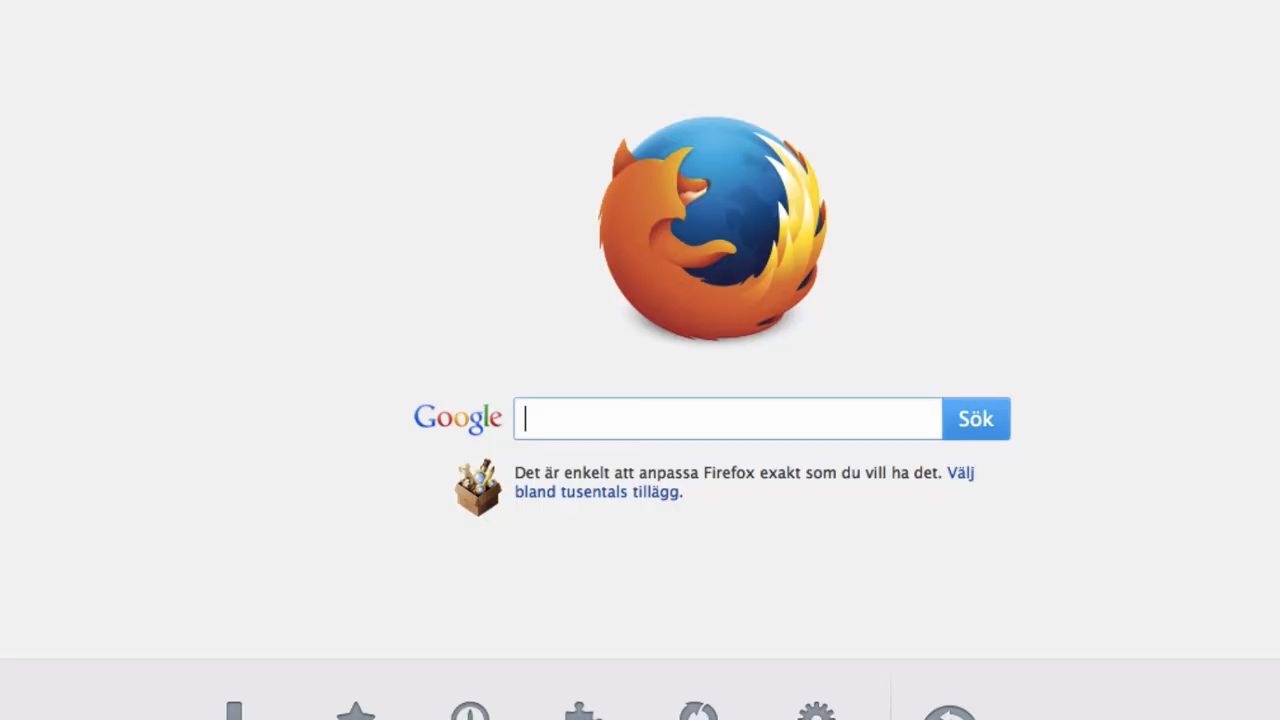 Google
Sök
Det är enkelt att anpassa Firefox exakt som du vill ha det. Välj
bland tusentals tillägg.